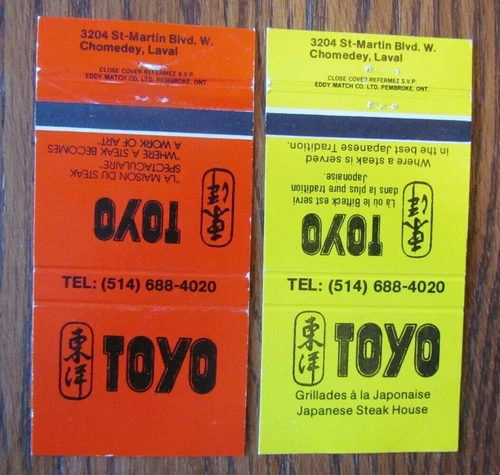 3204 St-Martin Blvd. W.
Chomedey, Laval
CLOSE COVER REFERMEZ S.V.P.
EDDY MATCH CO. LTD. PEMBROKE, ONT.
"LA MAISON DU STEAK
SPECTACULAIRE"
"WHERE A STEAK BECOMES
A WORK OF ART"
東洋
TOYO
TEL: (514) 688-4020
東洋
TOYO
3204 St-Martin Blvd. W.
Chomedey, Laval
CLOSE COVER REFERMEZ S.V.P.
EDDY MATCH CO. LTD. PEMBROKE, ONT.
Where a steak is served
in the best Japanese Tradition.
Là où le Bifteck est servi
dans la plus pure tradition
Japonaise.
東洋
TOYO
TEL: (514) 688-4020
東洋
TOYO
Grillades à la Japonaise
Japanese Steak House